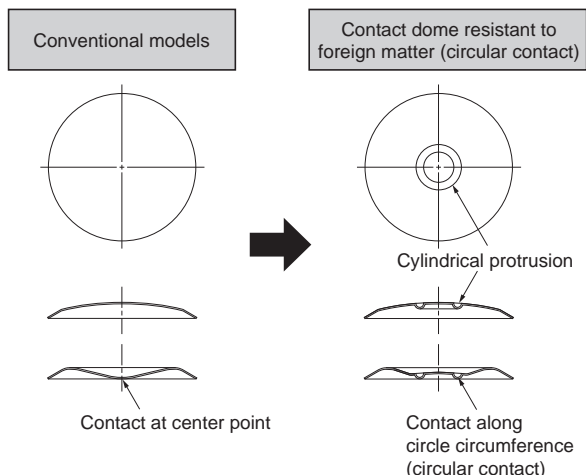 Conventional models
Contact dome resistant to
foreign matter (circular contact)
Cylindrical protrusion
Contact at center point
Contact along
circle circumference
(circular contact)